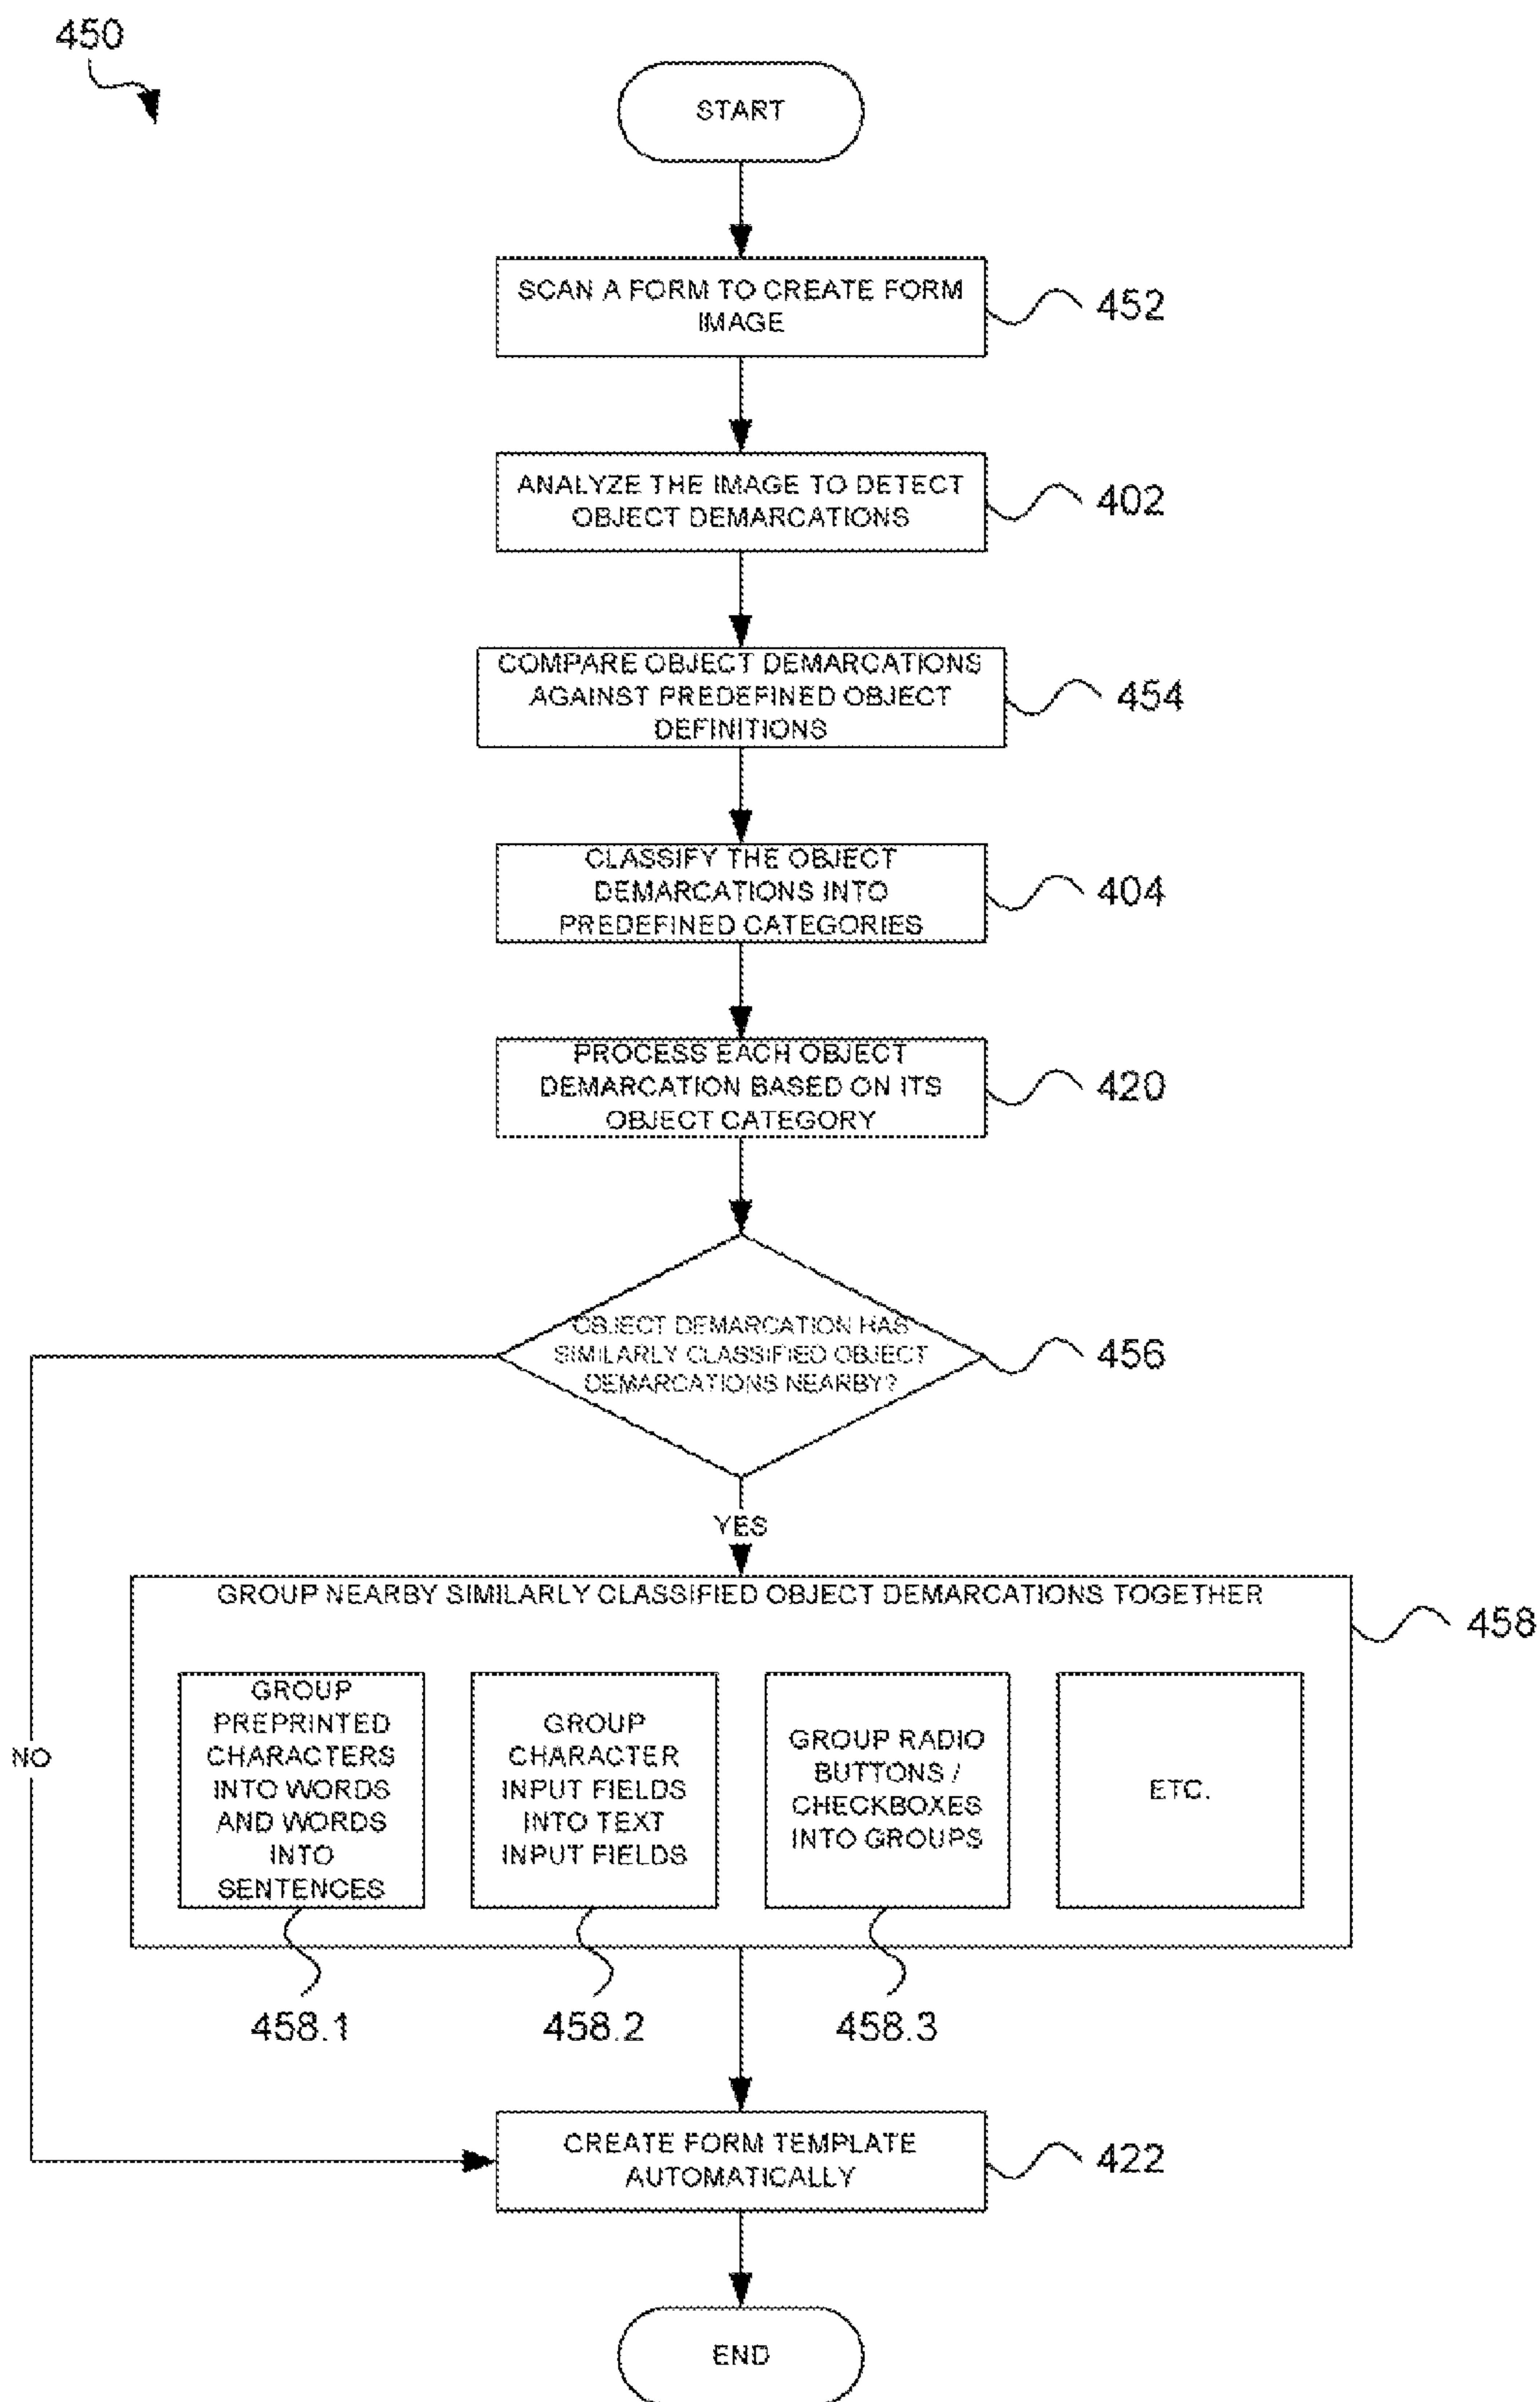 450
START
SCAN A FORM TO CREATE FORM
IMAGE
452
ANALYZE THE IMAGE TO DETECT
OBJECT DEMARCATIONS
402
COMPARE OBJECT DEMARCATIONS
AGAINST PREDEFINED OBJECT
DEFINITIONS
454
CLASSIFY THE OBJECT
DEMARCATIONS INTO
PREDEFINED CATEGORIES
404
PROCESS EACH OBJECT
DEMARCATION BASED ON ITS
OBJECT CATEGORY
420
OBJECT DEMARCATION HAS
SIMILARLY CLASSIFIED OBJECT
DEMARCATIONS NEARBY?
456
YES
NO
GROUP NEARBY SIMILARLY CLASSIFIED OBJECT DEMARCATIONS TOGETHER
458
GROUP
PREPRINTED
CHARACTERS
INTO WORDS
AND WORDS
INTO
SENTENCES
GROUP
CHARACTER
INPUT FIELDS
INTO TEXT
INPUT FIELDS
GROUP RADIO
BUTTONS /
CHECKBOXES
INTO GROUPS
ETC.
458.1
458.2
458.3
CREATE FORM TEMPLATE
AUTOMATICALLY
422
END